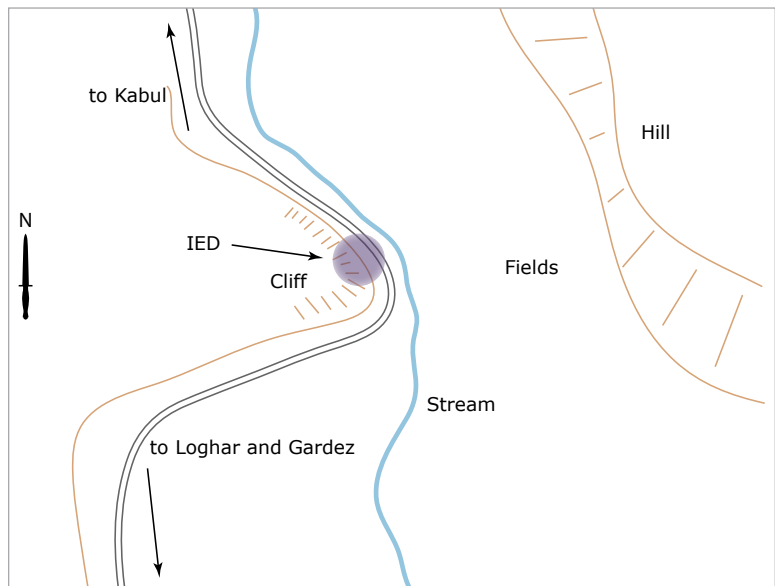 to Kabul
Hill
N
IED
Fields
Cliff
Stream
to Loghar and Gardez